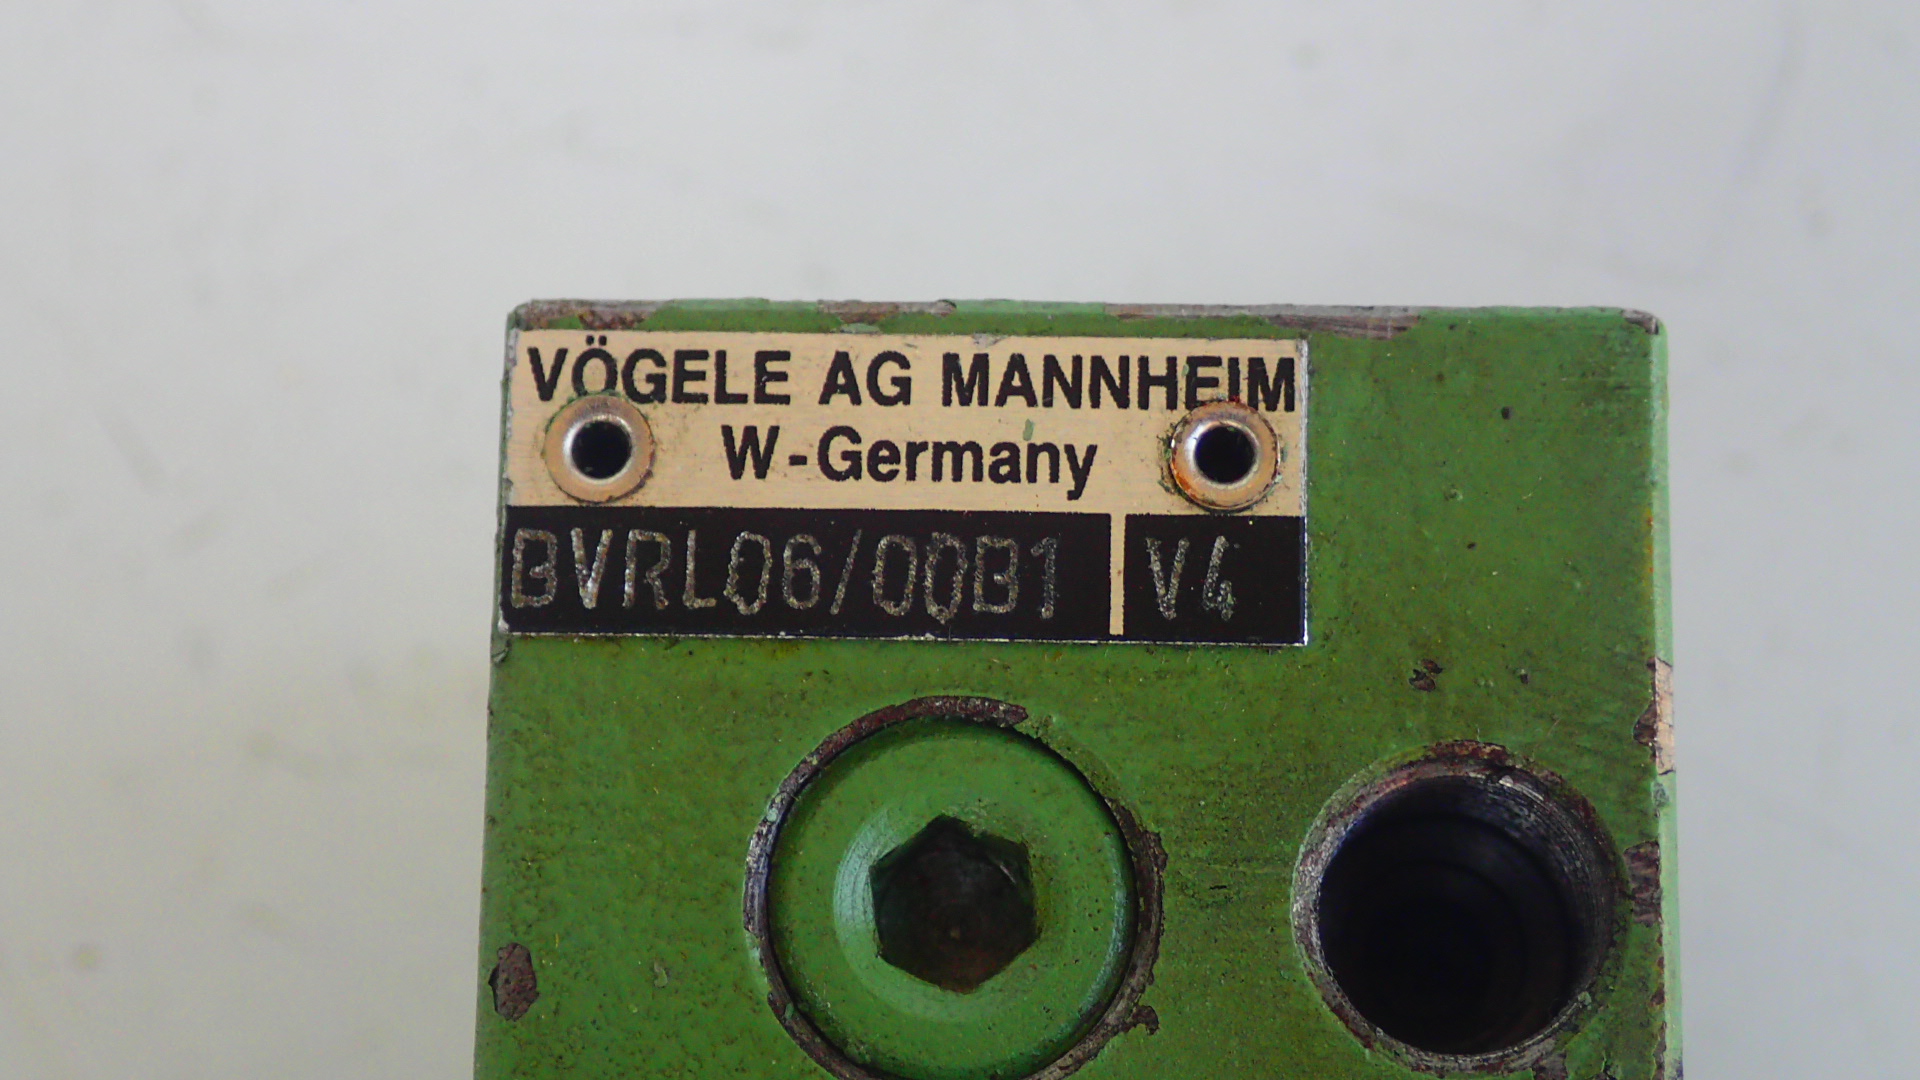 VÖGELE AG MANNHEIM
W-Germany
BVRL06/00B1 V4